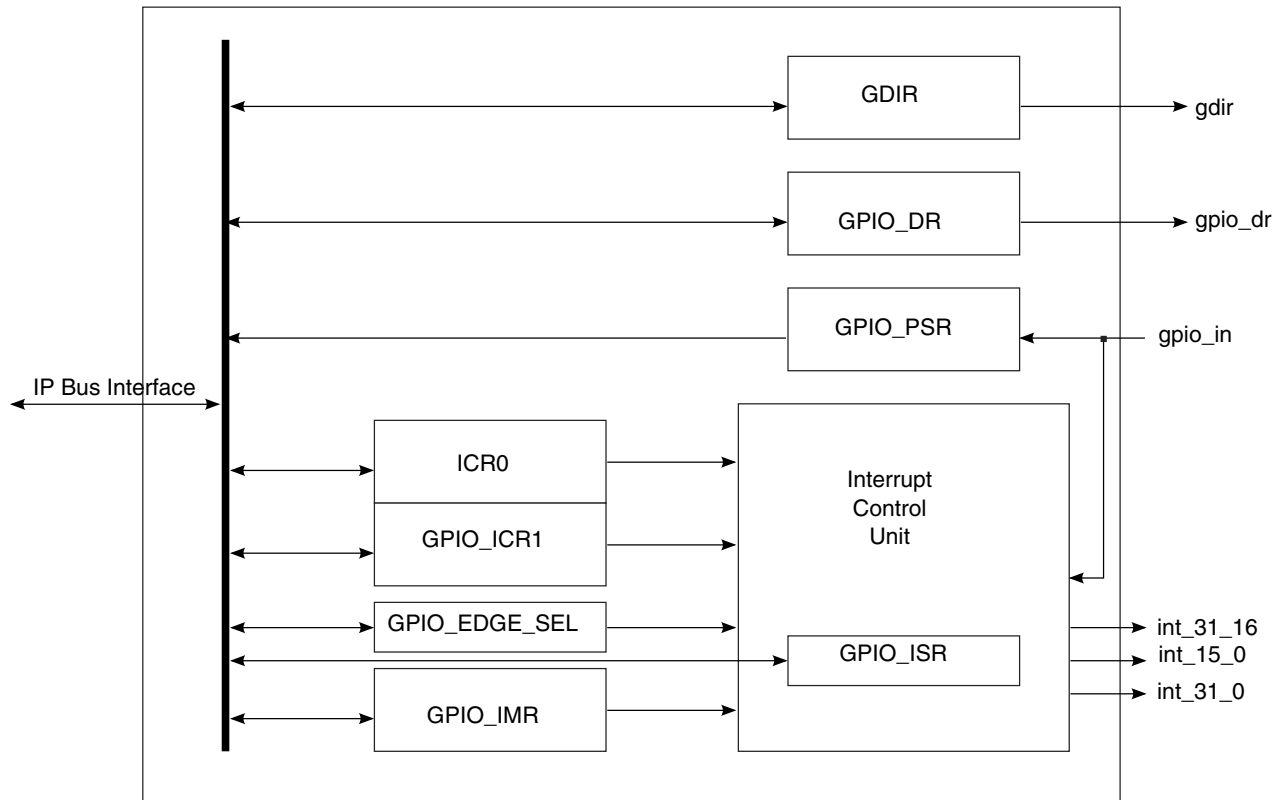 GDIR
gdir
GPIO_DR
gpio_dr
GPIO_PSR
gpio_in
IP Bus Interface
ICR0
GPIO_ICR1
Interrupt
Control
Unit
GPIO_EDGE_SEL
GPIO_ISR
GPIO_IMR
int_31_16
int_15_0
int_31_0